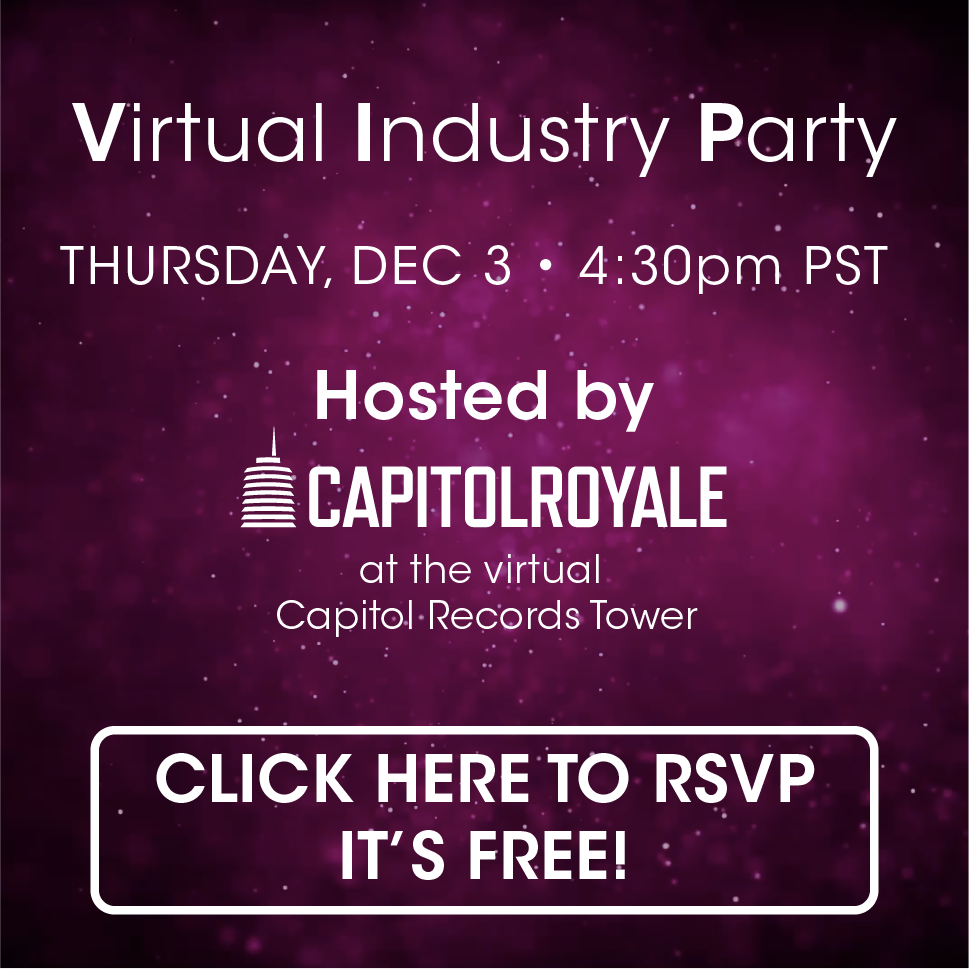 Virtual Industry Party
THURSDAY, DEC 3 • 4:30pm PST
Hosted by
CAPITOLROYALE
at the virtual
Capitol Records Tower
CLICK HERE TO RSVP
IT'S FREE!